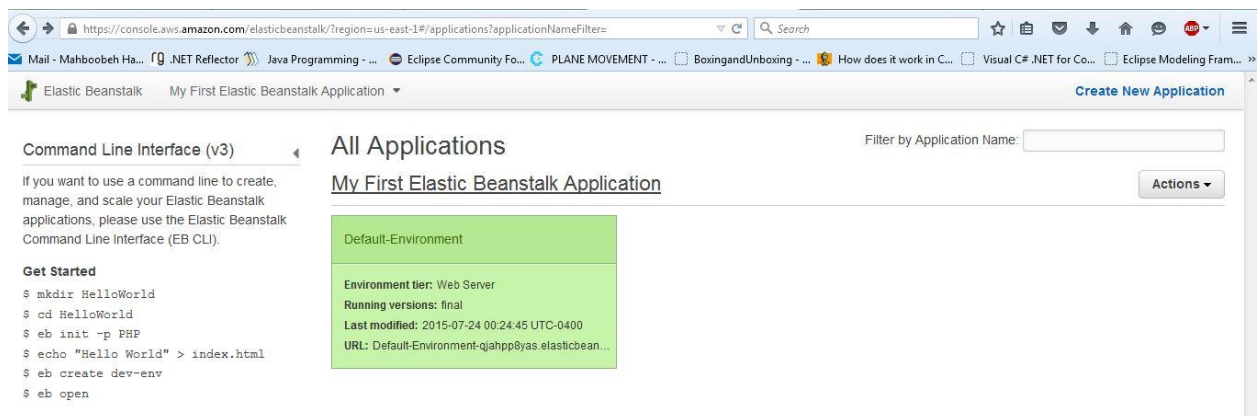 https://console.aws.amazon.com/elasticbeanstalk/?region=us-east-1#/applications?applicationNameFilter=
Search
ABP
Mail - Mahboobeh Ha... .NET Reflector Java Programming - ... Eclipse Community Fo... PLANE MOVEMENT - ... BoxingandUnboxing - ... How does it work in C... Visual C# .NET for Co... Eclipse Modeling Fram... »
Elastic Beanstalk My First Elastic Beanstalk Application Create New Application
Command Line Interface (v3)
If you want to use a command line to create,
manage, and scale your Elastic Beanstalk
applications, please use the Elastic Beanstalk
Command Line Interface (EB CLI).
Get Started
$ mkdir HelloWorld
$ cd HelloWorld
$ eb init -p PHP
$ echo "Hello World" > index.html
$ eb create dev-env
$ eb open
All Applications
Filter by Application Name:
My First Elastic Beanstalk Application
Actions
Default-Environment
Environment tier: Web Server
Running versions: final
Last modified: 2015-07-24 00:24:45 UTC-0400
URL: Default-Environment-qjahpp8yas.elasticbean...